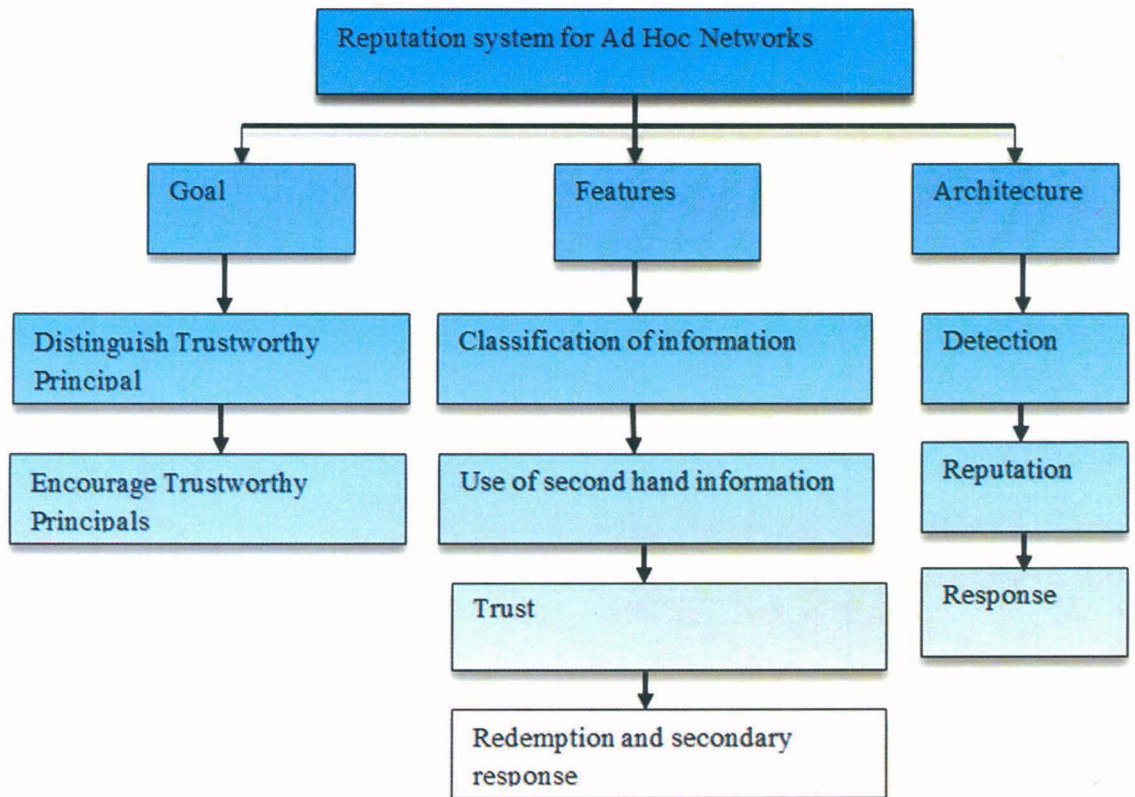 Reputation system for Ad Hoc Networks
Goal
Features
Architecture
Distinguish Trustworthy
Principal
Classification of information
Detection
Encourage Trustworthy
Principals
Use of second hand information
Reputation
Trust
Response
Redemption and secondary
response